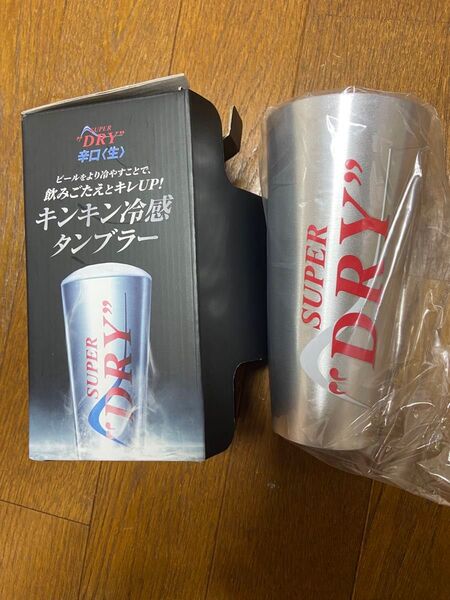 SUPER
"DRY"
辛口〈生〉
ビールをより冷やすことで、
飲みごたえとキレUP!
キンキン冷感
タンブラー
SUPER
"DRY"
SUPER
"DRY"